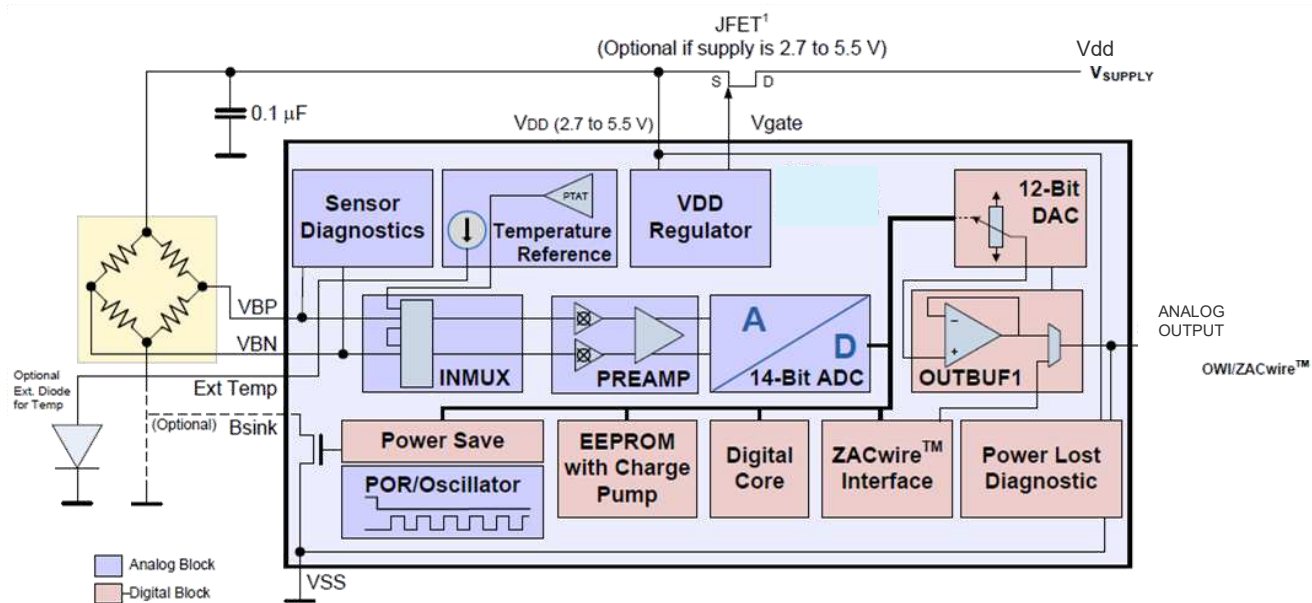 JFET1
(Optional if supply is 2.7 to 5.5 V)
Vdd
VSUPPLY
S
D
0.1 µF
VDD (2.7 to 5.5 V)
Vgate
Sensor
Diagnostics
PTAT
Temperature
Reference
VDD
Regulator
12-Bit
DAC
VBP
VBN
INMUX
PREAMP
A
D
14-Bit ADC
OUTBUF1
ANALOG
OUTPUT
OWI/ZACwire™
Optional
Ext. Diode
for Temp
Ext Temp
(Optional)
Bsink
Power Save
POR/Oscillator
EEPROM
with Charge
Pump
Digital
Core
ZACwire™
Interface
Power Lost
Diagnostic
VSS
Analog Block
Digital Block